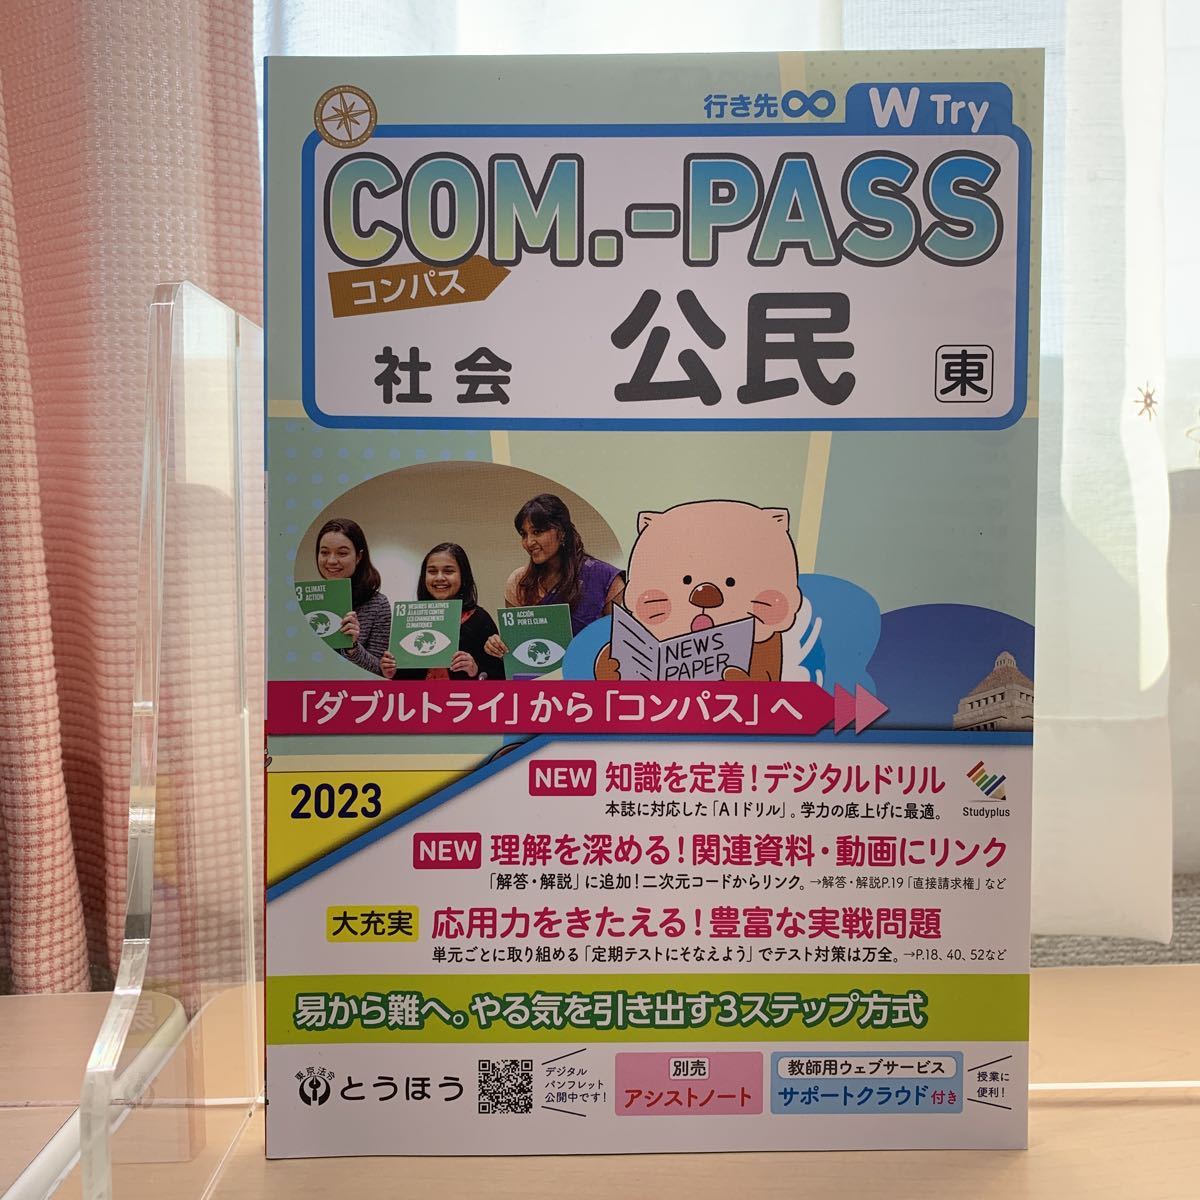 行き先∞ W Try
COM.-PASS
コンパス
社会 公民 東
3 CLIMATE
ACTION
13 MESURES RELATIVES
À LA LUTTE CONTRE
LES CHANGEMENTS
CLIMATIQUES
13 ACCIÓN
POR EL CLIMA
NEWS
PAPER
「ダブルトライ」から「コンパス」へ
2023
NEW 知識を定着！デジタルドリル
本誌に対応した「AIドリル」。学力の底上げに最適。
Studyplus
NEW 理解を深める！関連資料・動画にリンク
「解答・解説」に追加！二次元コードからリンク。→解答・解説P.19「直接請求権」など
大充実 応用力をきたえる！豊富な実戦問題
単元ごとに取り組める「定期テストにそなえよう」でテスト対策は万全。→P.18、40、52など
易から難へ。やる気を引き出す3ステップ方式
東京法令
とうほう
デジタル
パンフレット
公開中です！
別売
アシストノート
教師用ウェブサービス
サポートクラウド付き
授業に
便利！